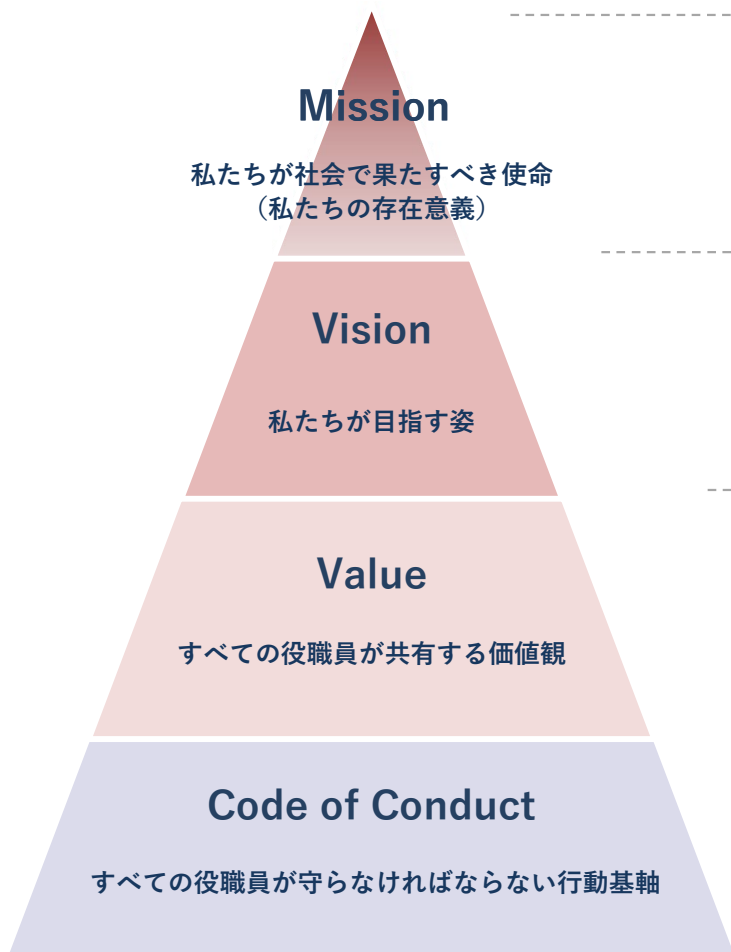 Mission
私たちが社会で果たすべき使命
（私たちの存在意義）
Vision
私たちが目指す姿
Value
すべての役職員が共有する価値観
Code of Conduct
すべての役職員が守らなければならない行動基軸